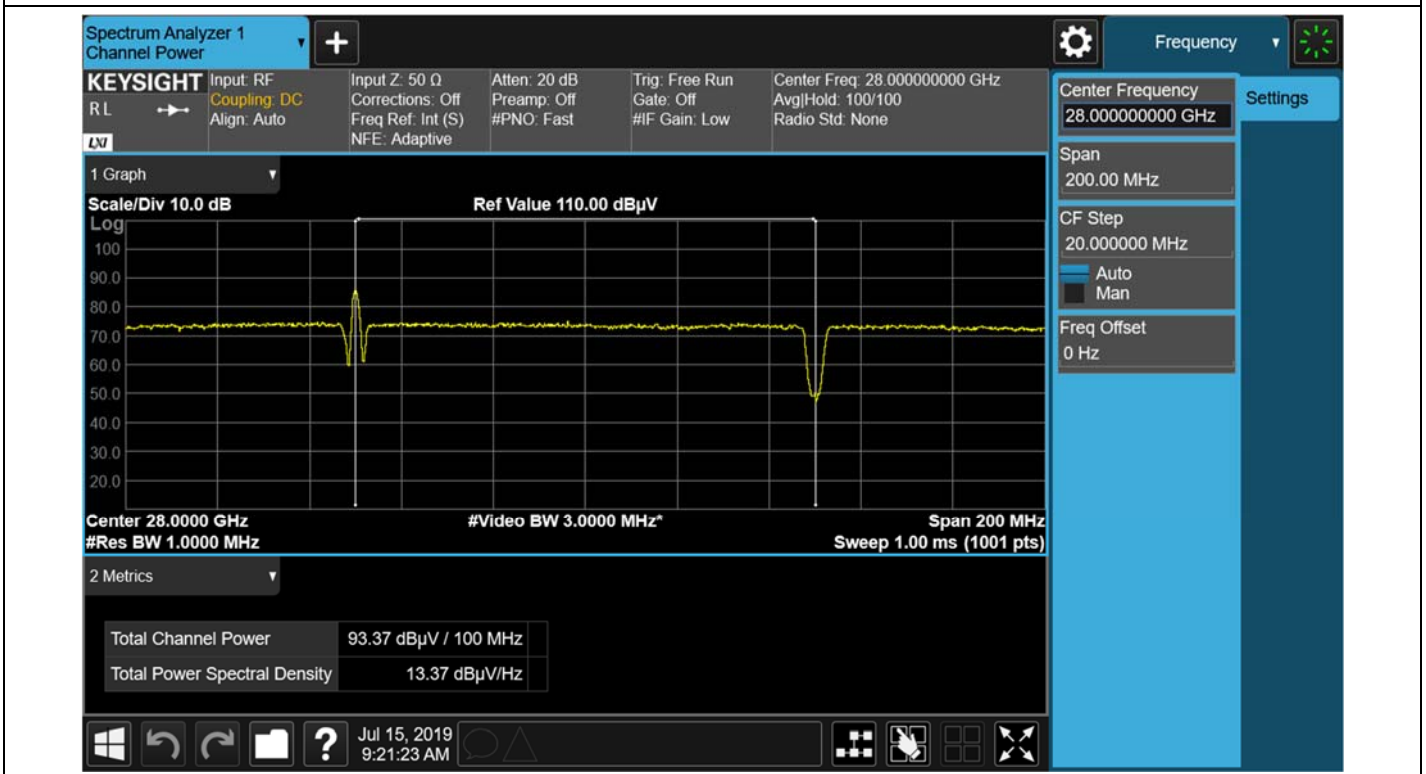 Spectrum Analyzer 1
Channel Power
+
Frequency
KEYSIGHT
R L
LXI
Input: RF
Coupling: DC
Align: Auto
Input Z: 50 Ω
Corrections: Off
Freq Ref: Int (S)
NFE: Adaptive
Atten: 20 dB
Preamp: Off
#PNO: Fast
Trig: Free Run
Gate: Off
#IF Gain: Low
Center Freq: 28.000000000 GHz
Avg|Hold: 100/100
Radio Std: None
Center Frequency
28.000000000 GHz
Settings
Span
200.00 MHz
CF Step
20.000000 MHz
Auto
Man
Freq Offset
0 Hz
1 Graph
Scale/Div 10.0 dB
Ref Value 110.00 dBµV
Log
100
90.0
80.0
70.0
60.0
50.0
40.0
30.0
20.0
Center 28.0000 GHz
#Video BW 3.0000 MHz*
Span 200 MHz
#Res BW 1.0000 MHz
Sweep 1.00 ms (1001 pts)
2 Metrics
Total Channel Power 93.37 dBµV / 100 MHz
Total Power Spectral Density 13.37 dBµV/Hz
?
Jul 15, 2019
9:21:23 AM